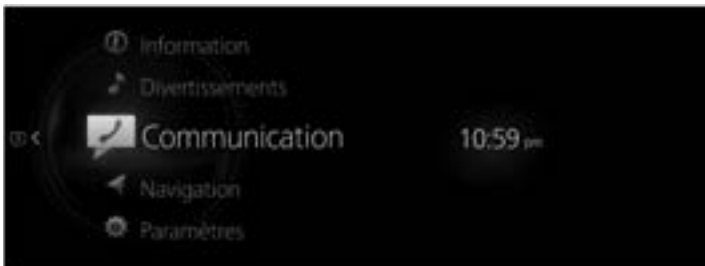 Information
Divertissements
Communication
10:59 pm
Navigation
Paramètres